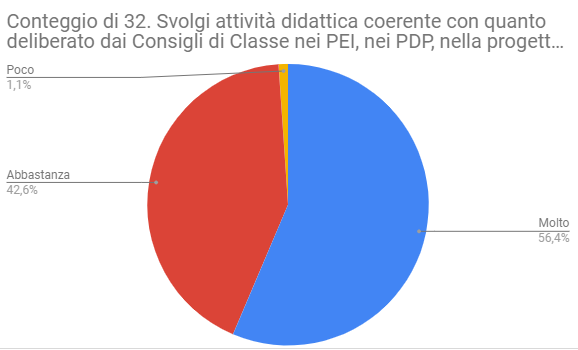 Conteggio di 32. Svolgi attività didattica coerente con quanto
deliberato dai Consigli di Classe nei PEI, nei PDP, nella progett…
Poco
1,1%
Abbastanza
42,6%
Molto
56,4%